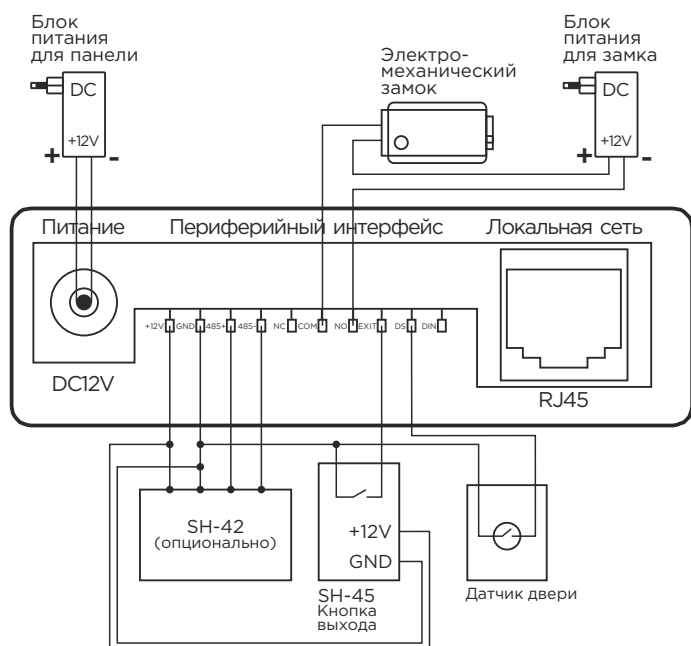 Блок
питания
для панели
DC
+12V
+
-
Электро-
механический
замок
Блок
питания
для замка
DC
+12V
+
-
Питание
Периферийный интерфейс
Локальная сеть
+12V GND 485+ 485- NC COM NO EXIT DS DIN
DC12V
RJ45
SH-42
(опционально)
+12V
GND
SH-45
Кнопка
выхода
Датчик двери